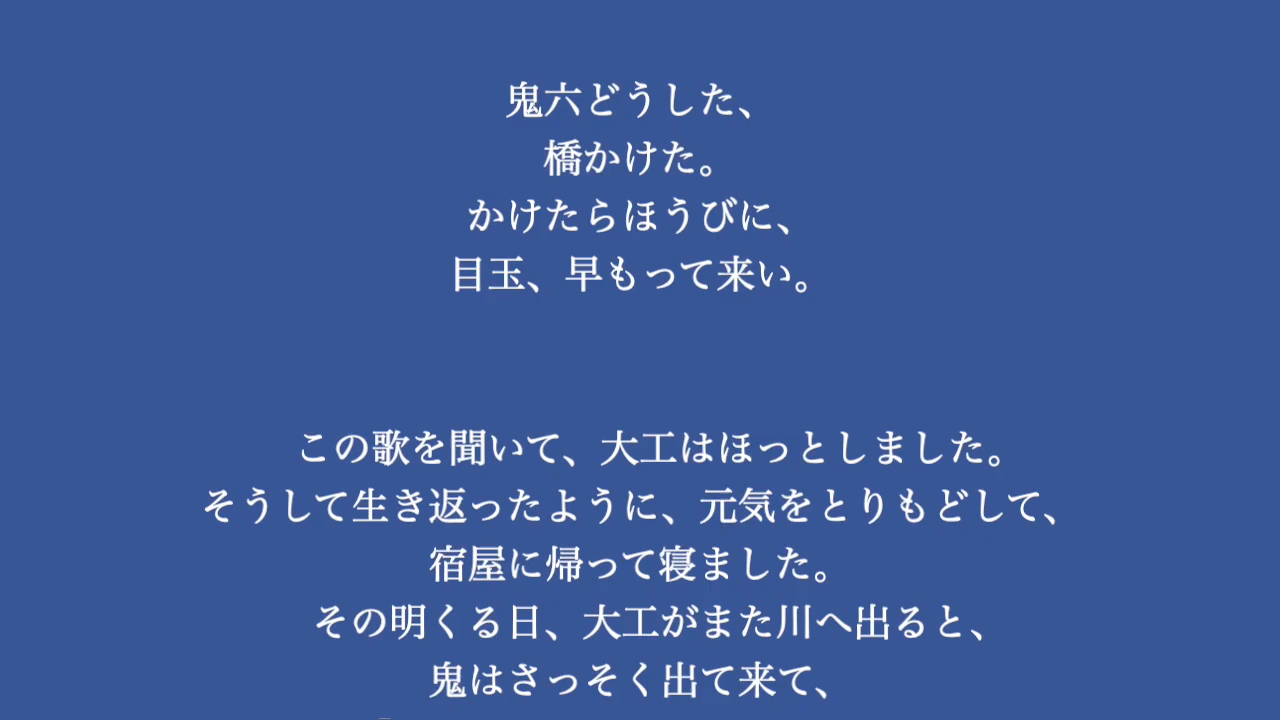 鬼六どうした、
橋かけた。
かけたらほうびに、
目玉、早もって来い。
この歌を聞いて、大工はほっとしました。
そうして生き返ったように、元気をとりもどして、
宿屋に帰って寝ました。
その明くる日、大工がまた川へ出ると、
鬼はさっそく出て来て、